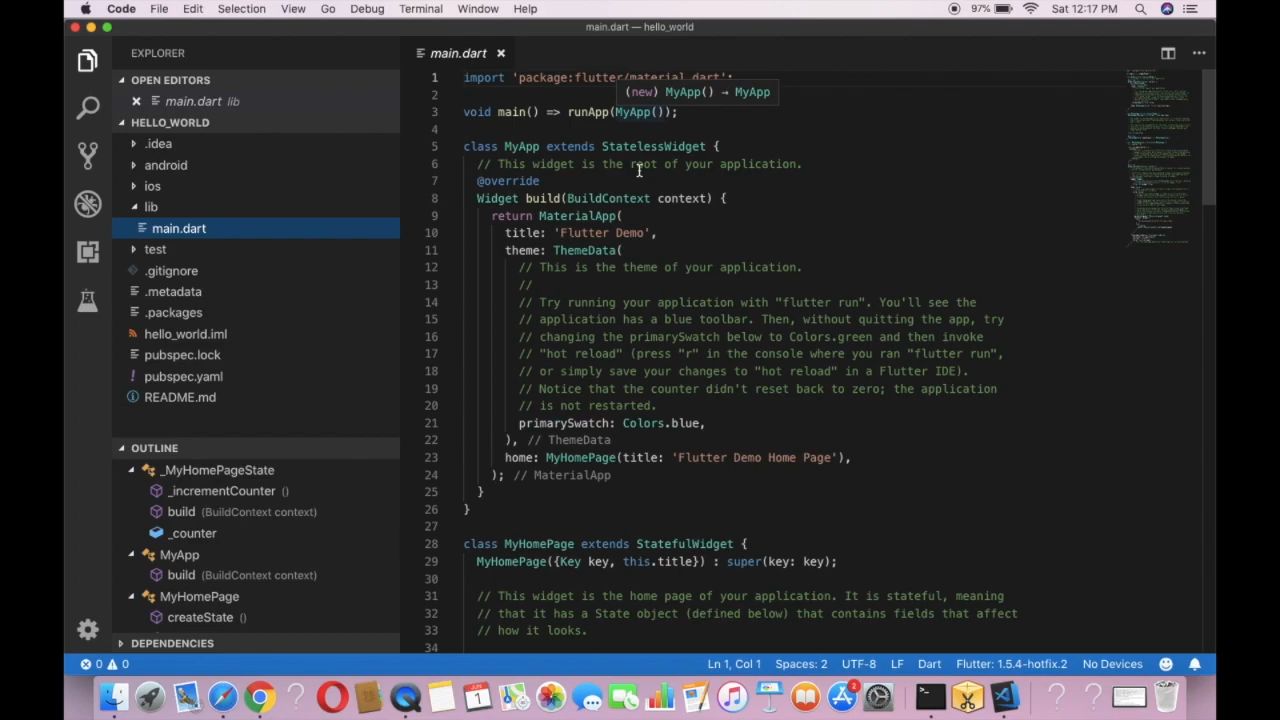 Code File Edit Selection View Go Debug Terminal Window Help 97% Sat 12:17 PM
main.dart — hello_world
EXPLORER
OPEN EDITORS
main.dart lib
HELLO_WORLD
.idea
android
ios
lib
main.dart
test
.gitignore
.metadata
.packages
hello_world.iml
pubspec.lock
pubspec.yaml
README.md
OUTLINE
_MyHomePageState
_incrementCounter ()
build (BuildContext context)
_counter
MyApp
build (BuildContext context)
MyHomePage
createState ()
DEPENDENCIES
main.dart
1 import 'package:flutter/material.dart';
(new) MyApp() → MyApp
2
3 void main() => runApp(MyApp());
4
5 class MyApp extends StatelessWidget {
6 // This widget is the root of your application.
7 @override
8 Widget build(BuildContext context) {
9 return MaterialApp(
10 title: 'Flutter Demo',
11 theme: ThemeData(
12 // This is the theme of your application.
13 //
14 // Try running your application with "flutter run". You'll see the
15 // application has a blue toolbar. Then, without quitting the app, try
16 // changing the primarySwatch below to Colors.green and then invoke
17 // "hot reload" (press "r" in the console where you ran "flutter run",
18 // or simply save your changes to "hot reload" in a Flutter IDE).
19 // Notice that the counter didn't reset back to zero; the application
20 // is not restarted.
21 primarySwatch: Colors.blue,
22 ), // ThemeData
23 home: MyHomePage(title: 'Flutter Demo Home Page'),
24 ); // MaterialApp
25 }
26 }
27
28 class MyHomePage extends StatefulWidget {
29 MyHomePage({Key key, this.title}) : super(key: key);
30
31 // This widget is the home page of your application. It is stateful, meaning
32 // that it has a State object (defined below) that contains fields that affect
33 // how it looks.
34
0 0 Ln 1, Col 1 Spaces: 2 UTF-8 LF Dart Flutter: 1.5.4-hotfix.2 No Devices
JUN
1
2